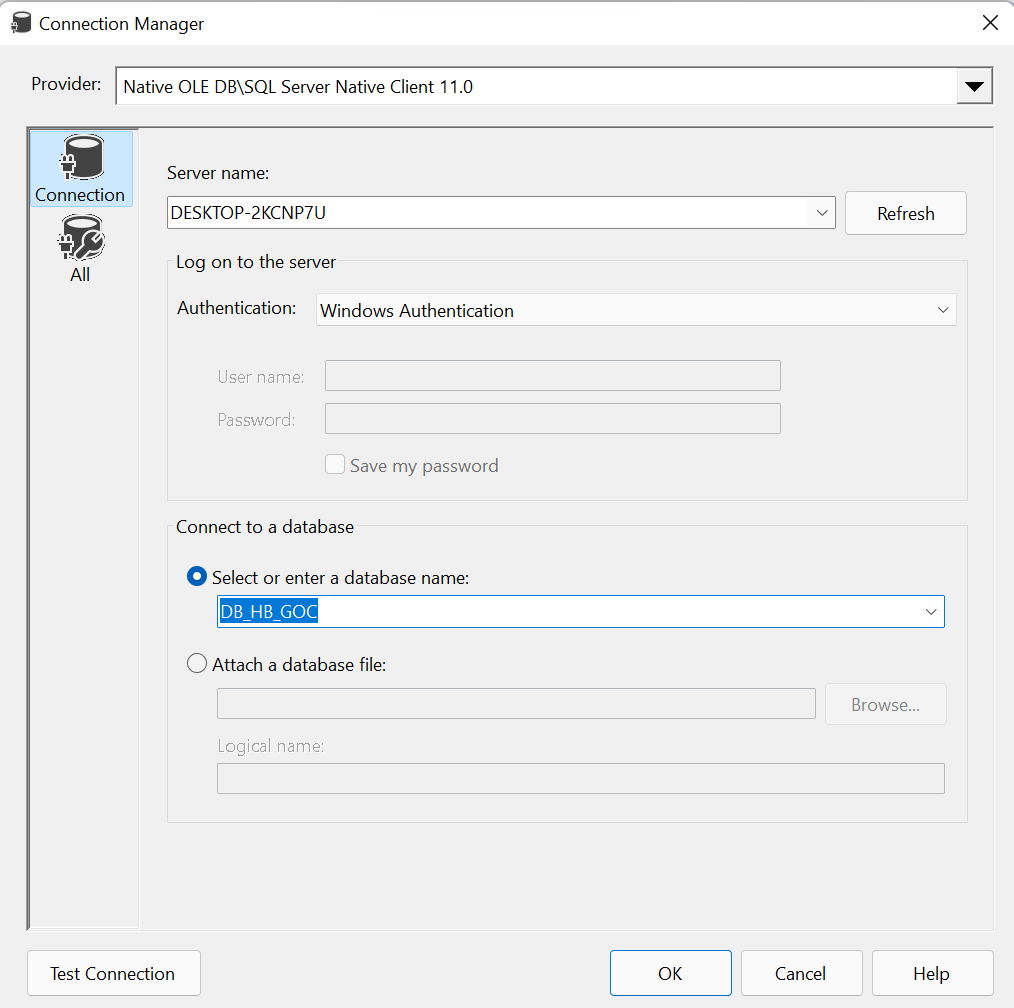 Connection Manager
Provider: Native OLE DB\SQL Server Native Client 11.0
Connection
All
Server name:
DESKTOP-2KCNP7U
Refresh
Log on to the server
Authentication: Windows Authentication
User name:
Password:
Save my password
Connect to a database
Select or enter a database name:
DB_HB_GOC
Attach a database file:
Browse...
Logical name:
Test Connection OK Cancel Help